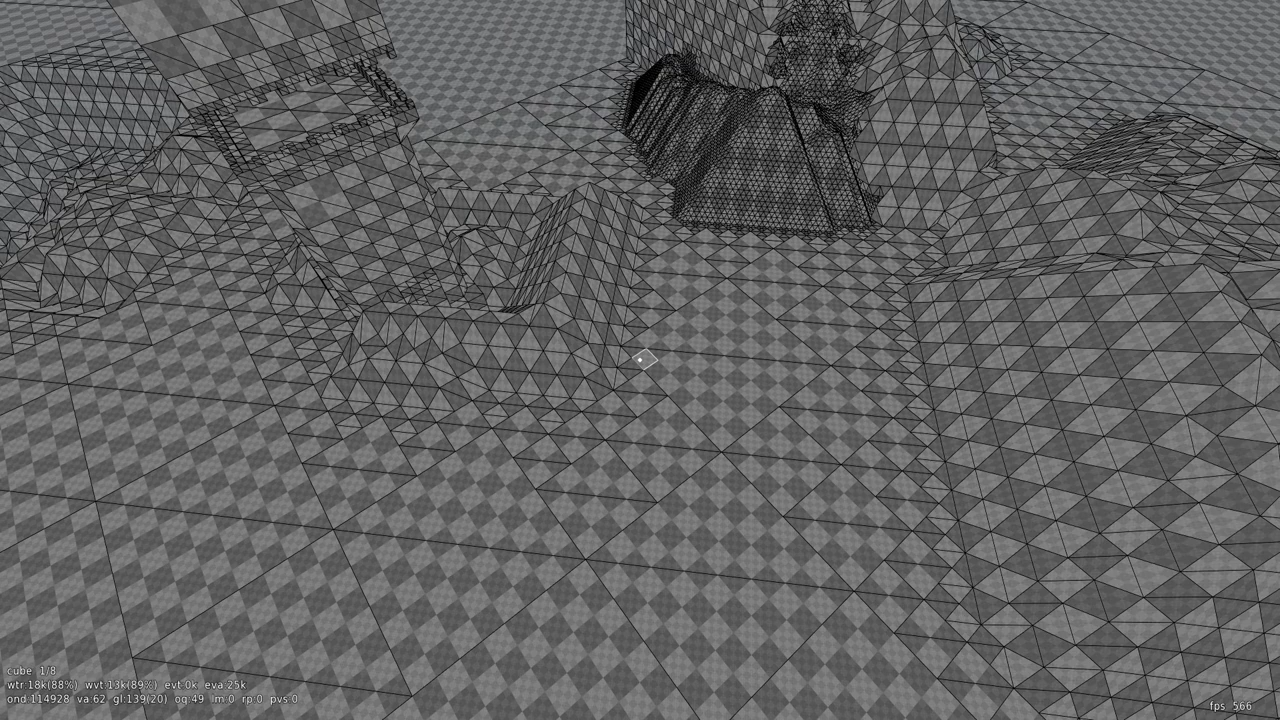 cube 1/8
wtr:18k(88%) wvt:13k(89%) evt:0k eva:25k
ond:114928 va:62 gl:139(20) oq:49 lm:0 rp:0 pvs:0
fps 566